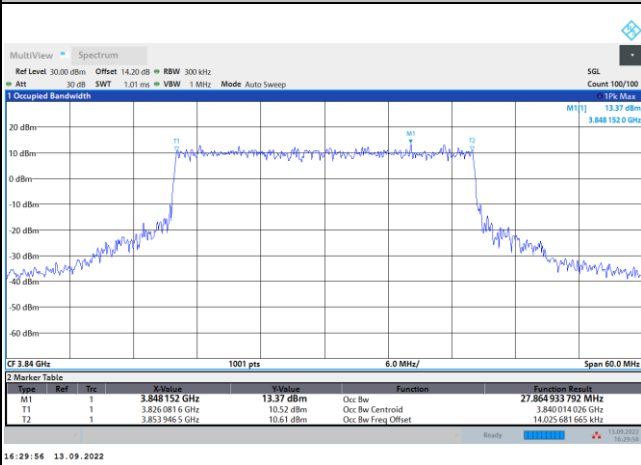 MultiView Spectrum
Ref Level 30.00 dBm Offset 14.20 dB RBW 300 kHz SGL
Att 30 dB SWT 1.01 ms VBW 1 MHz Mode Auto Sweep Count 100/100
1 Occupied Bandwidth 1Pk Max
M1[1] 13.37 dBm
3.848 152 0 GHz
20 dBm
T1 M1 T2
10 dBm
0 dBm
-10 dBm
-20 dBm
-30 dBm
-40 dBm
-50 dBm
-60 dBm
CF 3.84 GHz 1001 pts 6.0 MHz/ Span 60.0 MHz
2 Marker Table
Type Ref Trc X-Value Y-Value Function Function Result
M1 1 3.848 152 GHz 13.37 dBm Occ Bw 27.864 933 792 MHz
T1 1 3.826 081 6 GHz 10.52 dBm Occ Bw Centroid 3.840 014 026 GHz
T2 1 3.853 946 5 GHz 10.61 dBm Occ Bw Freq Offset 14.025 681 665 kHz
Ready 13.09.2022
16:29:56
16:29:56 13.09.2022